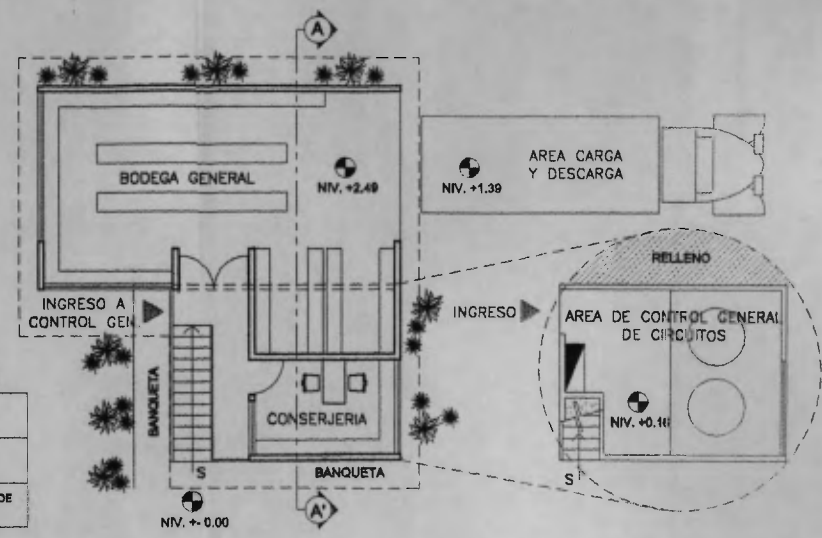 A
BODEGA GENERAL
NIV. +2.49
NIV. +1.39
AREA CARGA
Y DESCARGA
INGRESO A
CONTROL GEN.
INGRESO
RELLENO
AREA DE CONTROL GENERAL
DE CIRCUITOS
NIV. +0.16
S
BANQUETA
CONSERJERIA
S
BANQUETA
NIV. +- 0.00
A'
DE